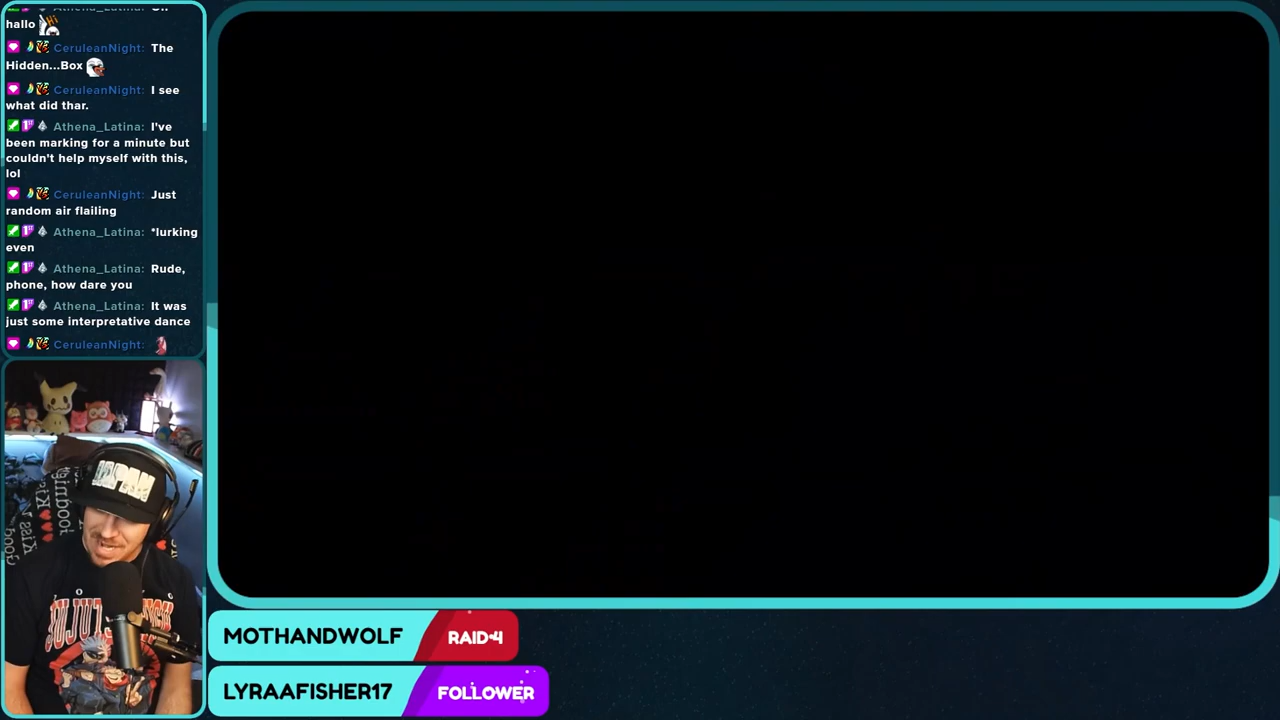 hallo
CeruleanNight: The
Hidden...Box
CeruleanNight: I see
what did thar.
Athena_Latina: I've
been marking for a minute but
couldn't help myself with this,
lol
CeruleanNight: Just
random air flailing
Athena_Latina: *lurking
even
Athena_Latina: Rude,
phone, how dare you
Athena_Latina: It was
just some interpretative dance
CeruleanNight:
JAPAN
MOTHANDWOLF RAID•4
LYRAAFISHER17 FOLLOWER